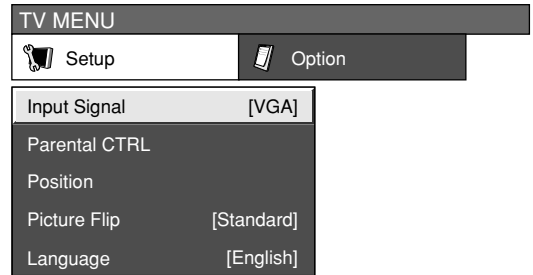 TV MENU
Setup Option
Input Signal [VGA]
Parental CTRL
Position
Picture Flip [Standard]
Language [English]